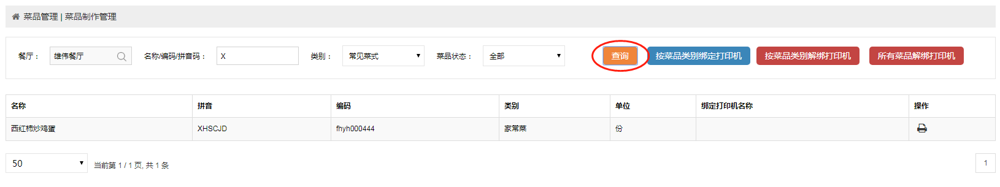 菜品管理 | 菜品制作管理
餐厅： 雄伟餐厅 名称/编码/拼音码： X 类别： 常见菜式 菜品状态： 全部 查询 按菜品类别绑定打印机 按菜品类别解绑打印机 所有菜品解绑打印机
名称 拼音 编码 类别 单位 绑定打印机名称 操作
西红柿炒鸡蛋 XHSCJD fhyh000444 家常菜 份
50 当前第 1 / 1 页, 共 1 条 1